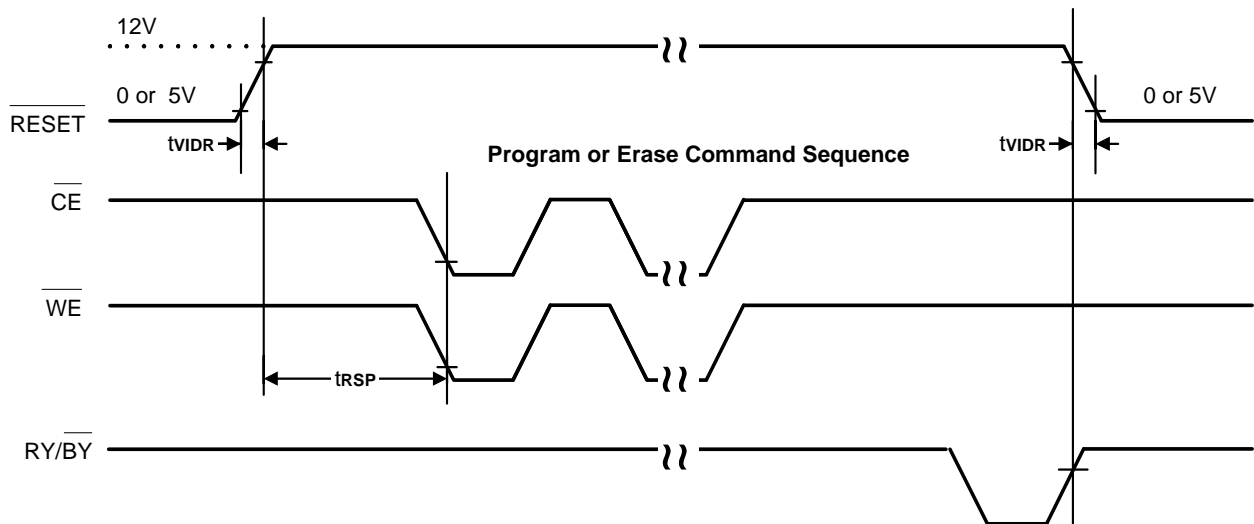 12V
0 or 5V
0 or 5V
RESET
tVIDR
tVIDR
Program or Erase Command Sequence
CE
WE
tRSP
RY/BY